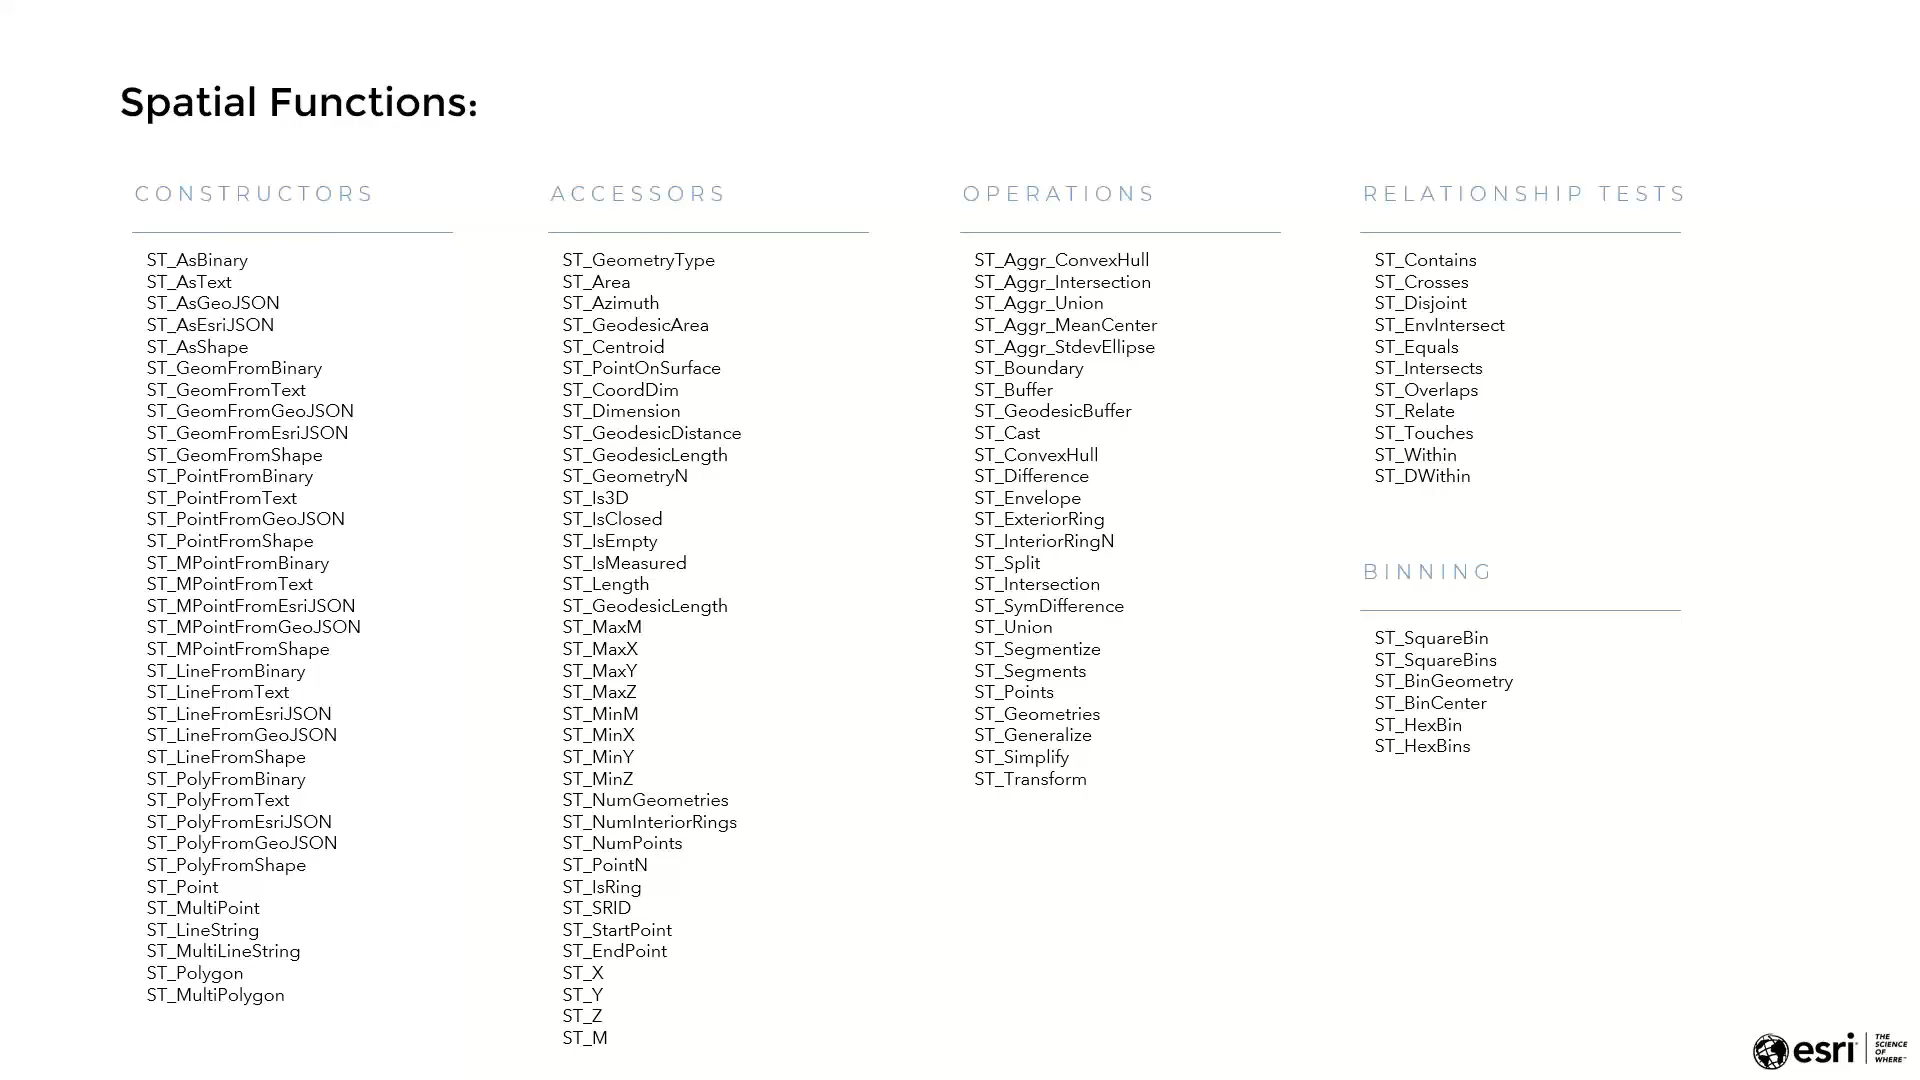 Spatial Functions:
CONSTRUCTORS
ST_AsBinary
ST_AsText
ST_AsGeoJSON
ST_AsEsriJSON
ST_AsShape
ST_GeomFromBinary
ST_GeomFromText
ST_GeomFromGeoJSON
ST_GeomFromEsriJSON
ST_GeomFromShape
ST_PointFromBinary
ST_PointFromText
ST_PointFromGeoJSON
ST_PointFromShape
ST_MPointFromBinary
ST_MPointFromText
ST_MPointFromEsriJSON
ST_MPointFromGeoJSON
ST_MPointFromShape
ST_LineFromBinary
ST_LineFromText
ST_LineFromEsriJSON
ST_LineFromGeoJSON
ST_LineFromShape
ST_PolyFromBinary
ST_PolyFromText
ST_PolyFromEsriJSON
ST_PolyFromGeoJSON
ST_PolyFromShape
ST_Point
ST_MultiPoint
ST_LineString
ST_MultiLineString
ST_Polygon
ST_MultiPolygon
ACCESSORS
ST_GeometryType
ST_Area
ST_Azimuth
ST_GeodesicArea
ST_Centroid
ST_PointOnSurface
ST_CoordDim
ST_Dimension
ST_GeodesicDistance
ST_GeodesicLength
ST_GeometryN
ST_Is3D
ST_IsClosed
ST_IsEmpty
ST_IsMeasured
ST_Length
ST_GeodesicLength
ST_MaxM
ST_MaxX
ST_MaxY
ST_MaxZ
ST_MinM
ST_MinX
ST_MinY
ST_MinZ
ST_NumGeometries
ST_NumInteriorRings
ST_NumPoints
ST_PointN
ST_IsRing
ST_SRID
ST_StartPoint
ST_EndPoint
ST_X
ST_Y
ST_Z
ST_M
OPERATIONS
ST_Aggr_ConvexHull
ST_Aggr_Intersection
ST_Aggr_Union
ST_Aggr_MeanCenter
ST_Aggr_StdevEllipse
ST_Boundary
ST_Buffer
ST_GeodesicBuffer
ST_Cast
ST_ConvexHull
ST_Difference
ST_Envelope
ST_ExteriorRing
ST_InteriorRingN
ST_Split
ST_Intersection
ST_SymDifference
ST_Union
ST_Segmentize
ST_Segments
ST_Points
ST_Geometries
ST_Generalize
ST_Simplify
ST_Transform
RELATIONSHIP TESTS
ST_Contains
ST_Crosses
ST_Disjoint
ST_EnvIntersect
ST_Equals
ST_Intersects
ST_Overlaps
ST_Relate
ST_Touches
ST_Within
ST_DWithin
BINNING
ST_SquareBin
ST_SquareBins
ST_BinGeometry
ST_BinCenter
ST_HexBin
ST_HexBins
esri
THE
SCIENCE
OF
WHERE